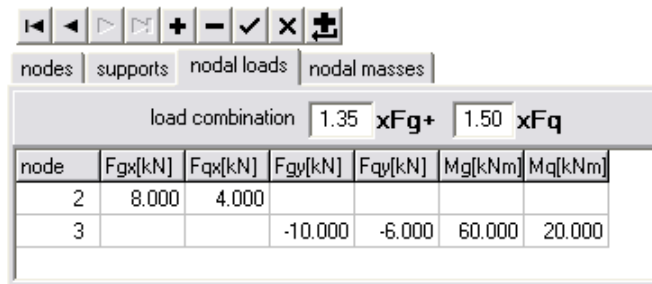 nodes supports nodal loads nodal masses
load combination 1.35 xFg+ 1.50 xFq
node Fgx[kN] Fqx[kN] Fgy[kN] Fqy[kN] Mg[kNm] Mq[kNm]
2 8.000 4.000
3 -10.000 -6.000 60.000 20.000